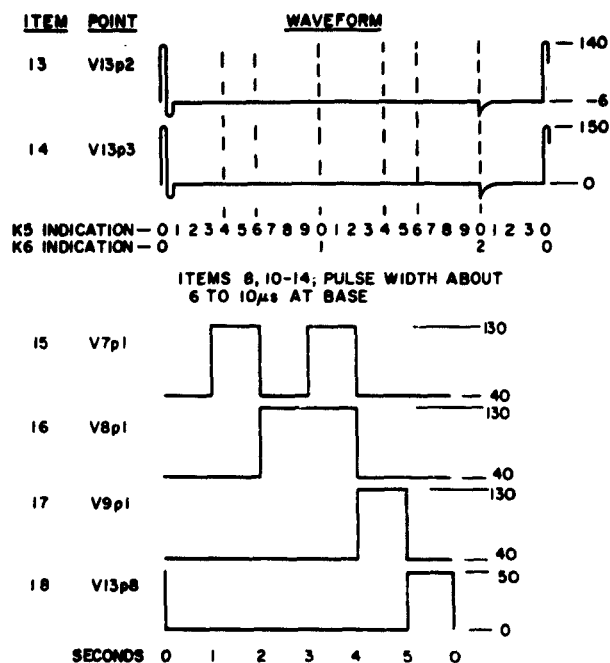 ITEM POINT WAVEFORM
13 V13p2 140
-6
14 V13p3 150
0
K5 INDICATION—0 1 2 3 4 5 6 7 8 9 0 1 2 3 4 5 6 7 8 9 0 1 2 3 0
K6 INDICATION—0 1 2 0
ITEMS 8, 10-14; PULSE WIDTH ABOUT
6 TO 10μs AT BASE
15 V7p1 130
40
16 V8p1 130
40
17 V9p1 130
40
18 V13p8 50
0
SECONDS 0 1 2 3 4 5 0